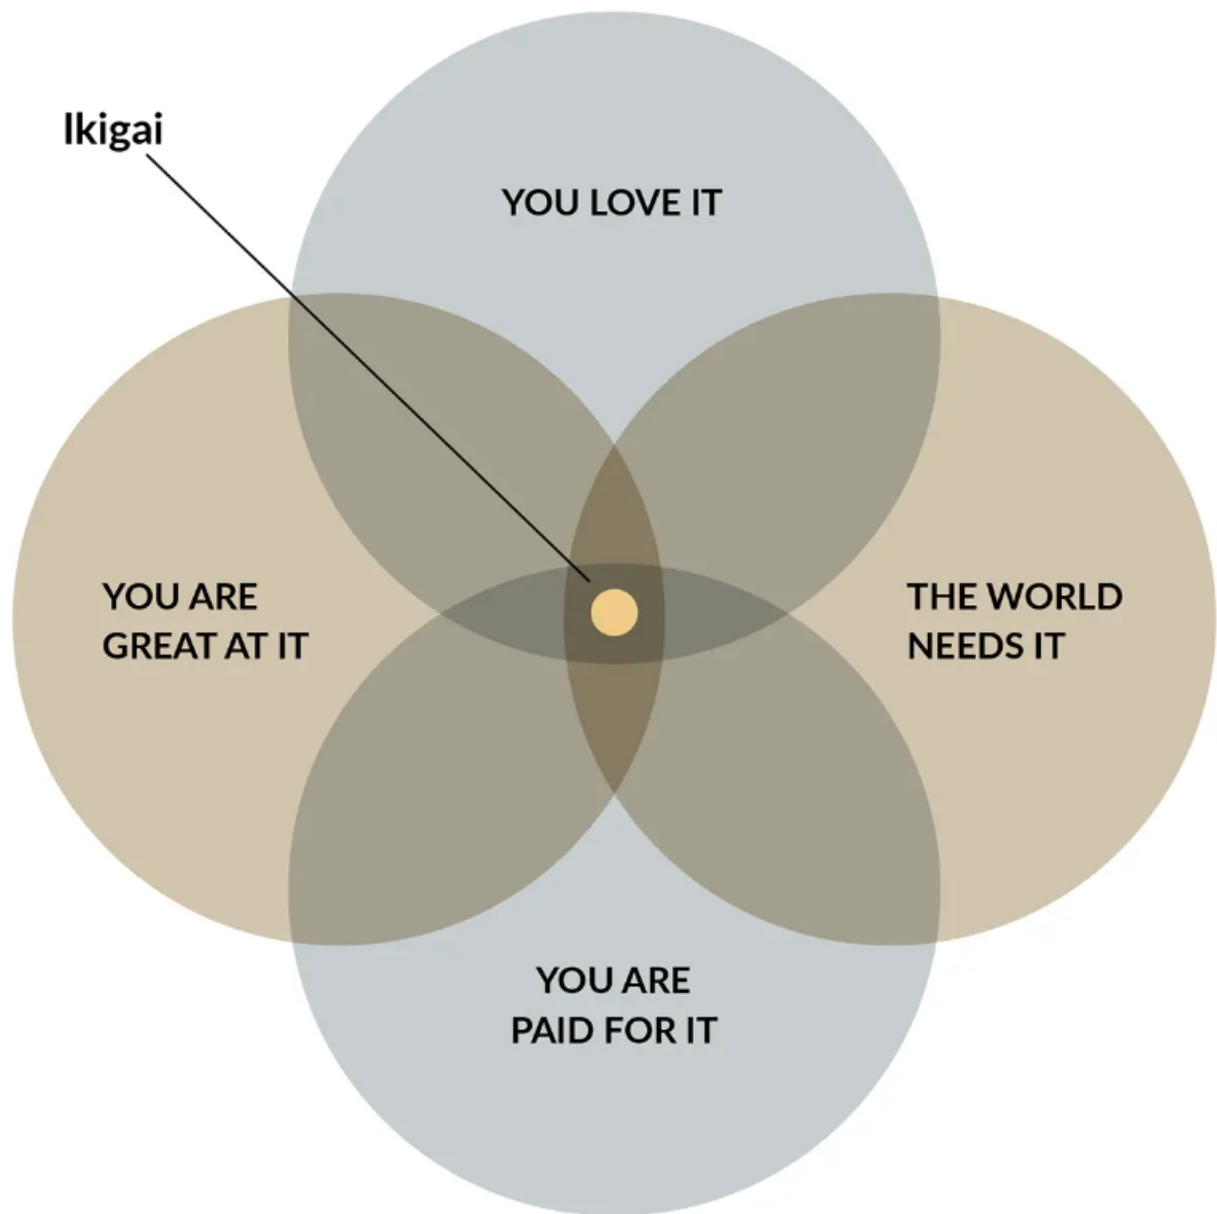 Ikigai
YOU LOVE IT
YOU ARE
GREAT AT IT
THE WORLD
NEEDS IT
YOU ARE
PAID FOR IT